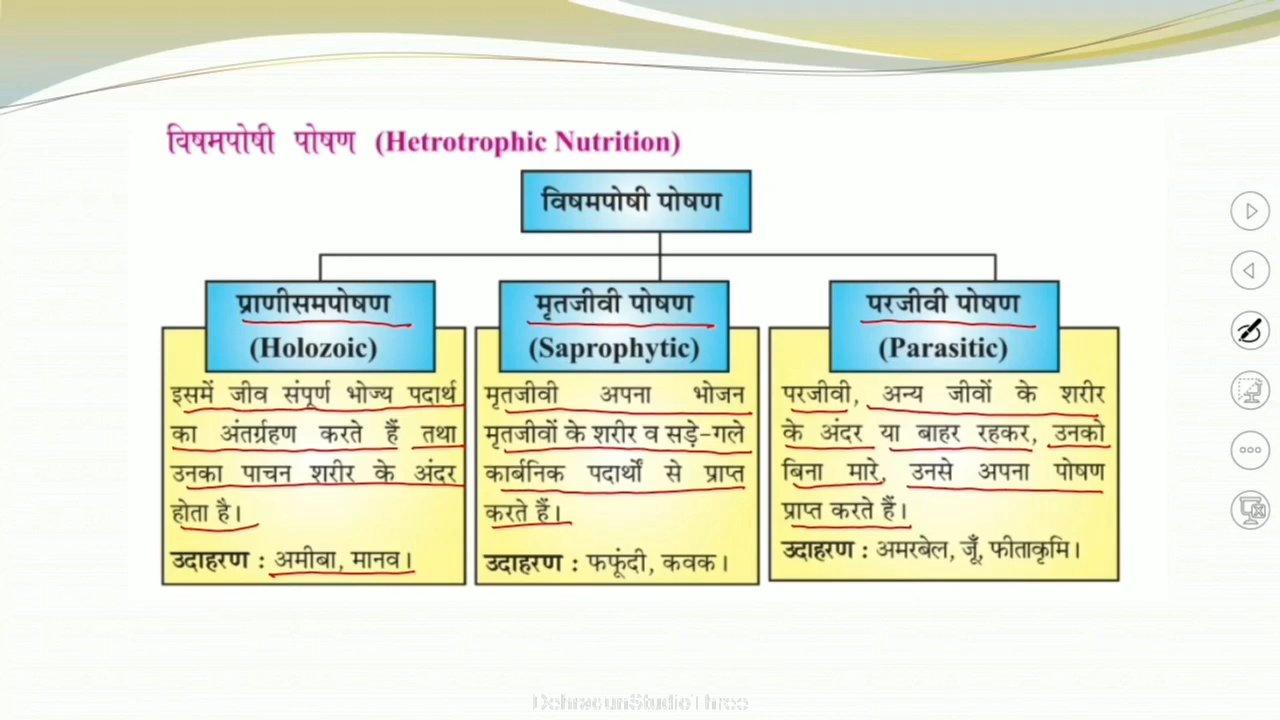 विषमपोषी पोषण (Hetrotrophic Nutrition)
विषमपोषी पोषण
प्राणीसमपोषण
(Holozoic)
इसमें जीव संपूर्ण भोज्य पदार्थ
का अंतर्ग्रहण करते हैं तथा
उनका पाचन शरीर के अंदर
होता है।
उदाहरण : अमीबा, मानव।
मृतजीवी पोषण
(Saprophytic)
मृतजीवी अपना भोजन
मृतजीवों के शरीर व सड़े-गले
कार्बनिक पदार्थों से प्राप्त
करते हैं।
उदाहरण : फफूंदी, कवक।
परजीवी पोषण
(Parasitic)
परजीवी, अन्य जीवों के शरीर
के अंदर या बाहर रहकर, उनको
बिना मारे, उनसे अपना पोषण
प्राप्त करते हैं।
उदाहरण : अमरबेल, जूँ, फीताकृमि।
DehradunStudioThree